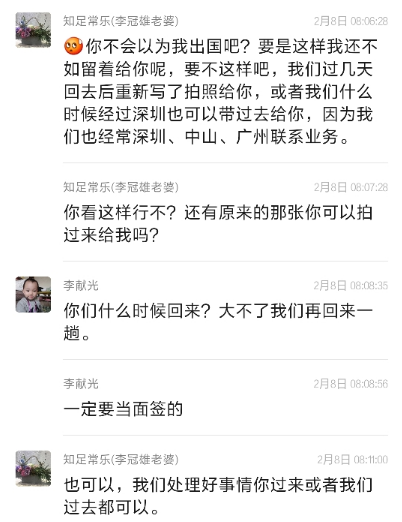 知足常乐(李冠雄老婆) 2月8日 08:06:28
你不会以为我出国吧？要是这样我还不
如留着给你呢，要不这样吧，我们过几天
回去后重新写了拍照给你，或者我们什么
时候经过深圳也可以带过去给你，因为我
们也经常深圳、中山、广州联系业务。
知足常乐(李冠雄老婆) 2月8日 08:07:28
你看这样行不？还有原来的那张你可以拍
过来给我吗？
李献光 2月8日 08:08:35
你们什么时候回来？大不了我们再回来一
趟。
李献光 2月8日 08:08:56
一定要当面签的
知足常乐(李冠雄老婆) 2月8日 08:11:00
也可以，我们处理好事情你过来或者我们
过去都可以。